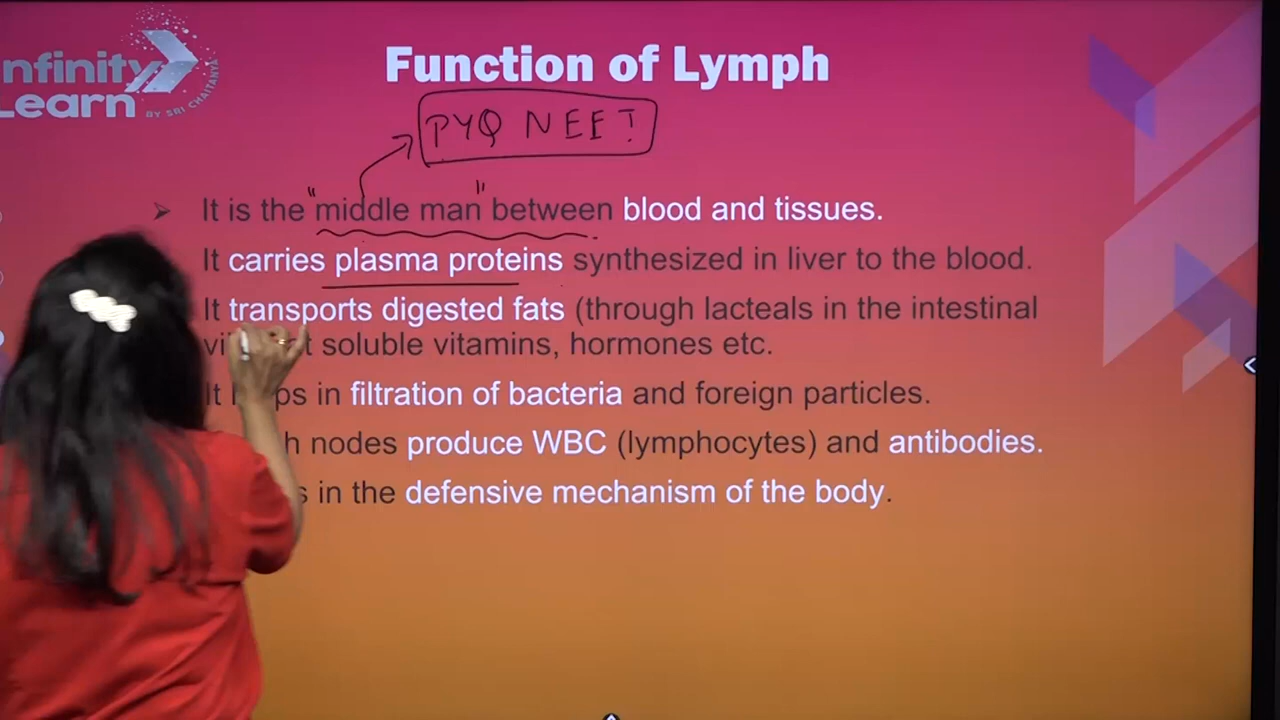 nfinity
Learn
BY SRI CHAITANYA
Function of Lymph
PYQ NEET
➤ It is the "middle man" between blood and tissues.
It carries plasma proteins synthesized in liver to the blood.
It transports digested fats (through lacteals in the intestinal
soluble vitamins, hormones etc.
It in filtration of bacteria and foreign particles.
nodes produce WBC (lymphocytes) and antibodies.
in the defensive mechanism of the body.